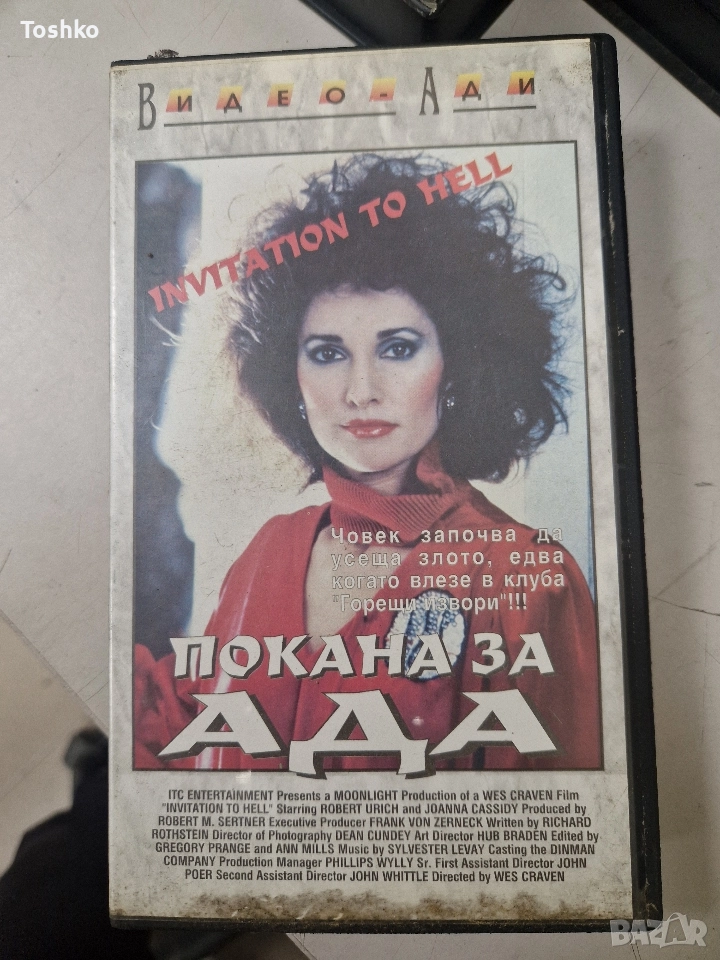 Toshko
ВИДЕО-АДИ
INVITATION TO HELL
Човек започва да
усеща злото, едва
когато влезе в клуба
"Горещи извори"!!!
ПОКАНА ЗА
АДА
ITC ENTERTAINMENT Presents a MOONLIGHT Production of a WES CRAVEN Film
"INVITATION TO HELL" Starring ROBERT URICH and JOANNA CASSIDY Produced by
ROBERT M. SERTNER Executive Producer FRANK VON ZERNECK Written by RICHARD
ROTHSTEIN Director of Photography DEAN CUNDEY Art Director HUB BRADEN Edited by
GREGORY PRANGE and ANN MILLS Music by SYLVESTER LEVAY Casting the DINMAN
COMPANY Production Manager PHILLIPS WYLLY Sr. First Assistant Director JOHN
POER Second Assistant Director JOHN WHITTLE Directed by WES CRAVEN
BAZAR